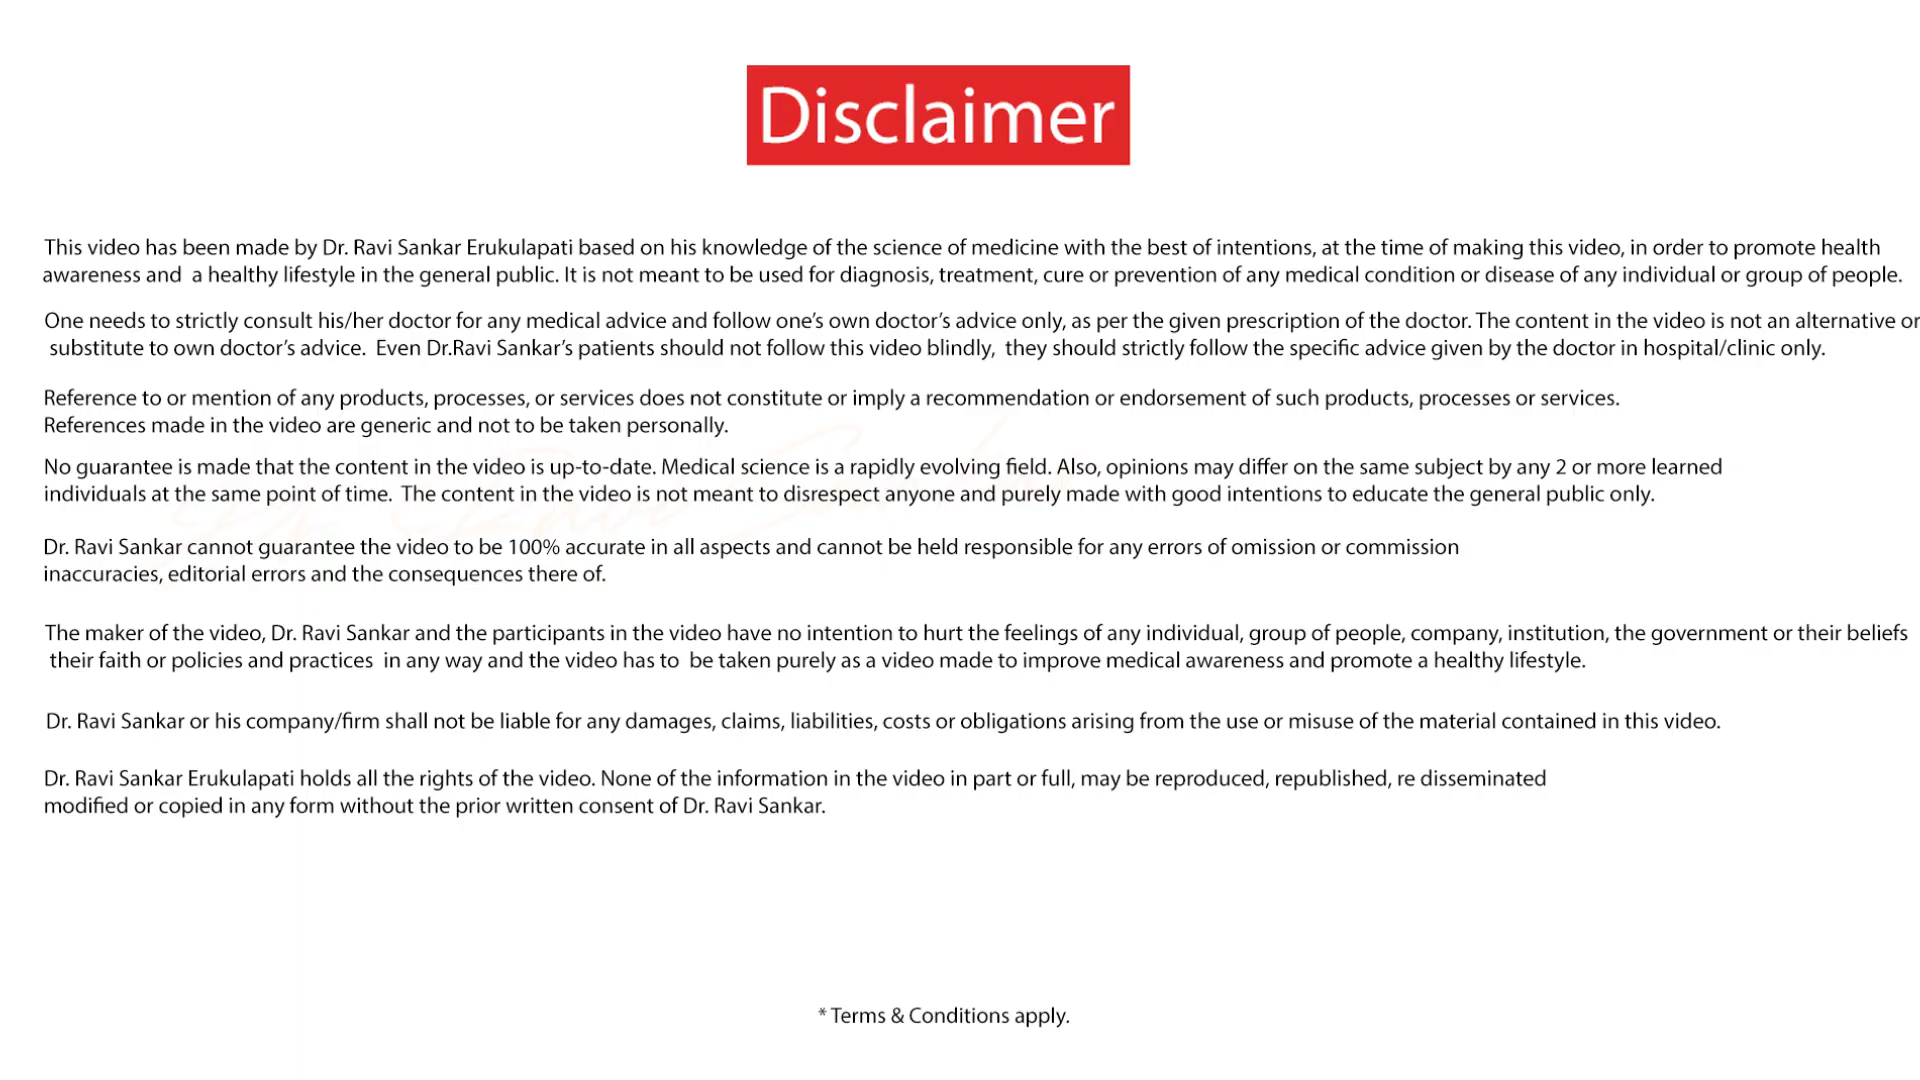 Disclaimer
This video has been made by Dr. Ravi Sankar Erukulapati based on his knowledge of the science of medicine with the best of intentions, at the time of making this video, in order to promote health
awareness and a healthy lifestyle in the general public. It is not meant to be used for diagnosis, treatment, cure or prevention of any medical condition or disease of any individual or group of people.
One needs to strictly consult his/her doctor for any medical advice and follow one’s own doctor’s advice only, as per the given prescription of the doctor. The content in the video is not an alternative or
substitute to own doctor’s advice. Even Dr.Ravi Sankar’s patients should not follow this video blindly, they should strictly follow the specific advice given by the doctor in hospital/clinic only.
Reference to or mention of any products, processes, or services does not constitute or imply a recommendation or endorsement of such products, processes or services.
References made in the video are generic and not to be taken personally.
No guarantee is made that the content in the video is up-to-date. Medical science is a rapidly evolving field. Also, opinions may differ on the same subject by any 2 or more learned
individuals at the same point of time. The content in the video is not meant to disrespect anyone and purely made with good intentions to educate the general public only.
Dr. Ravi Sankar cannot guarantee the video to be 100% accurate in all aspects and cannot be held responsible for any errors of omission or commission
inaccuracies, editorial errors and the consequences there of.
The maker of the video, Dr. Ravi Sankar and the participants in the video have no intention to hurt the feelings of any individual, group of people, company, institution, the government or their beliefs
their faith or policies and practices in any way and the video has to be taken purely as a video made to improve medical awareness and promote a healthy lifestyle.
Dr. Ravi Sankar or his company/firm shall not be liable for any damages, claims, liabilities, costs or obligations arising from the use or misuse of the material contained in this video.
Dr. Ravi Sankar Erukulapati holds all the rights of the video. None of the information in the video in part or full, may be reproduced, republished, re disseminated
modified or copied in any form without the prior written consent of Dr. Ravi Sankar.
* Terms & Conditions apply.